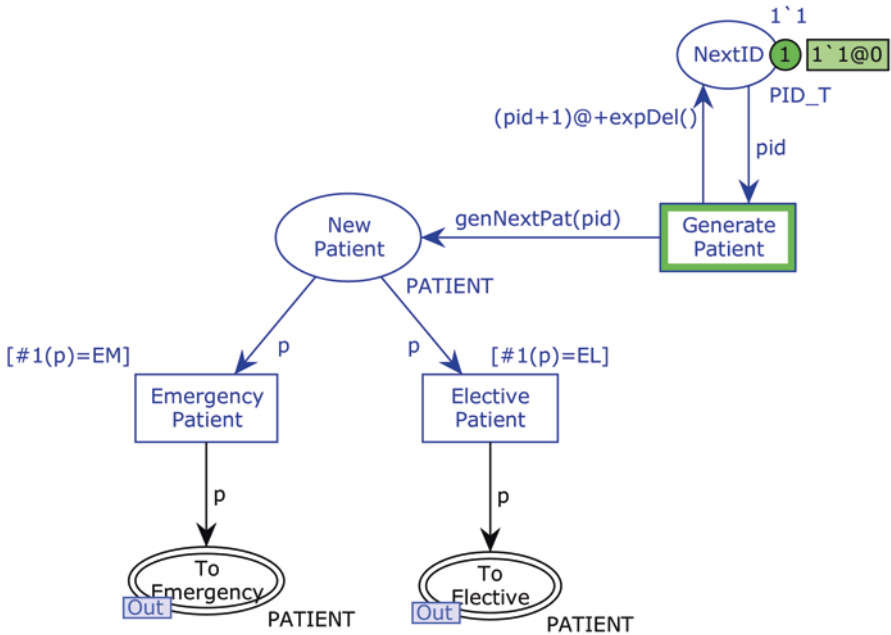 1`1
NextID
1
1`1@0
PID_T
(pid+1)@+expDel()
pid
New
Patient
genNextPat(pid)
Generate
Patient
PATIENT
[#1(p)=EM]
p
p
[#1(p)=EL]
Emergency
Patient
Elective
Patient
p
p
To
Emergency
Out
PATIENT
To
Elective
Out
PATIENT